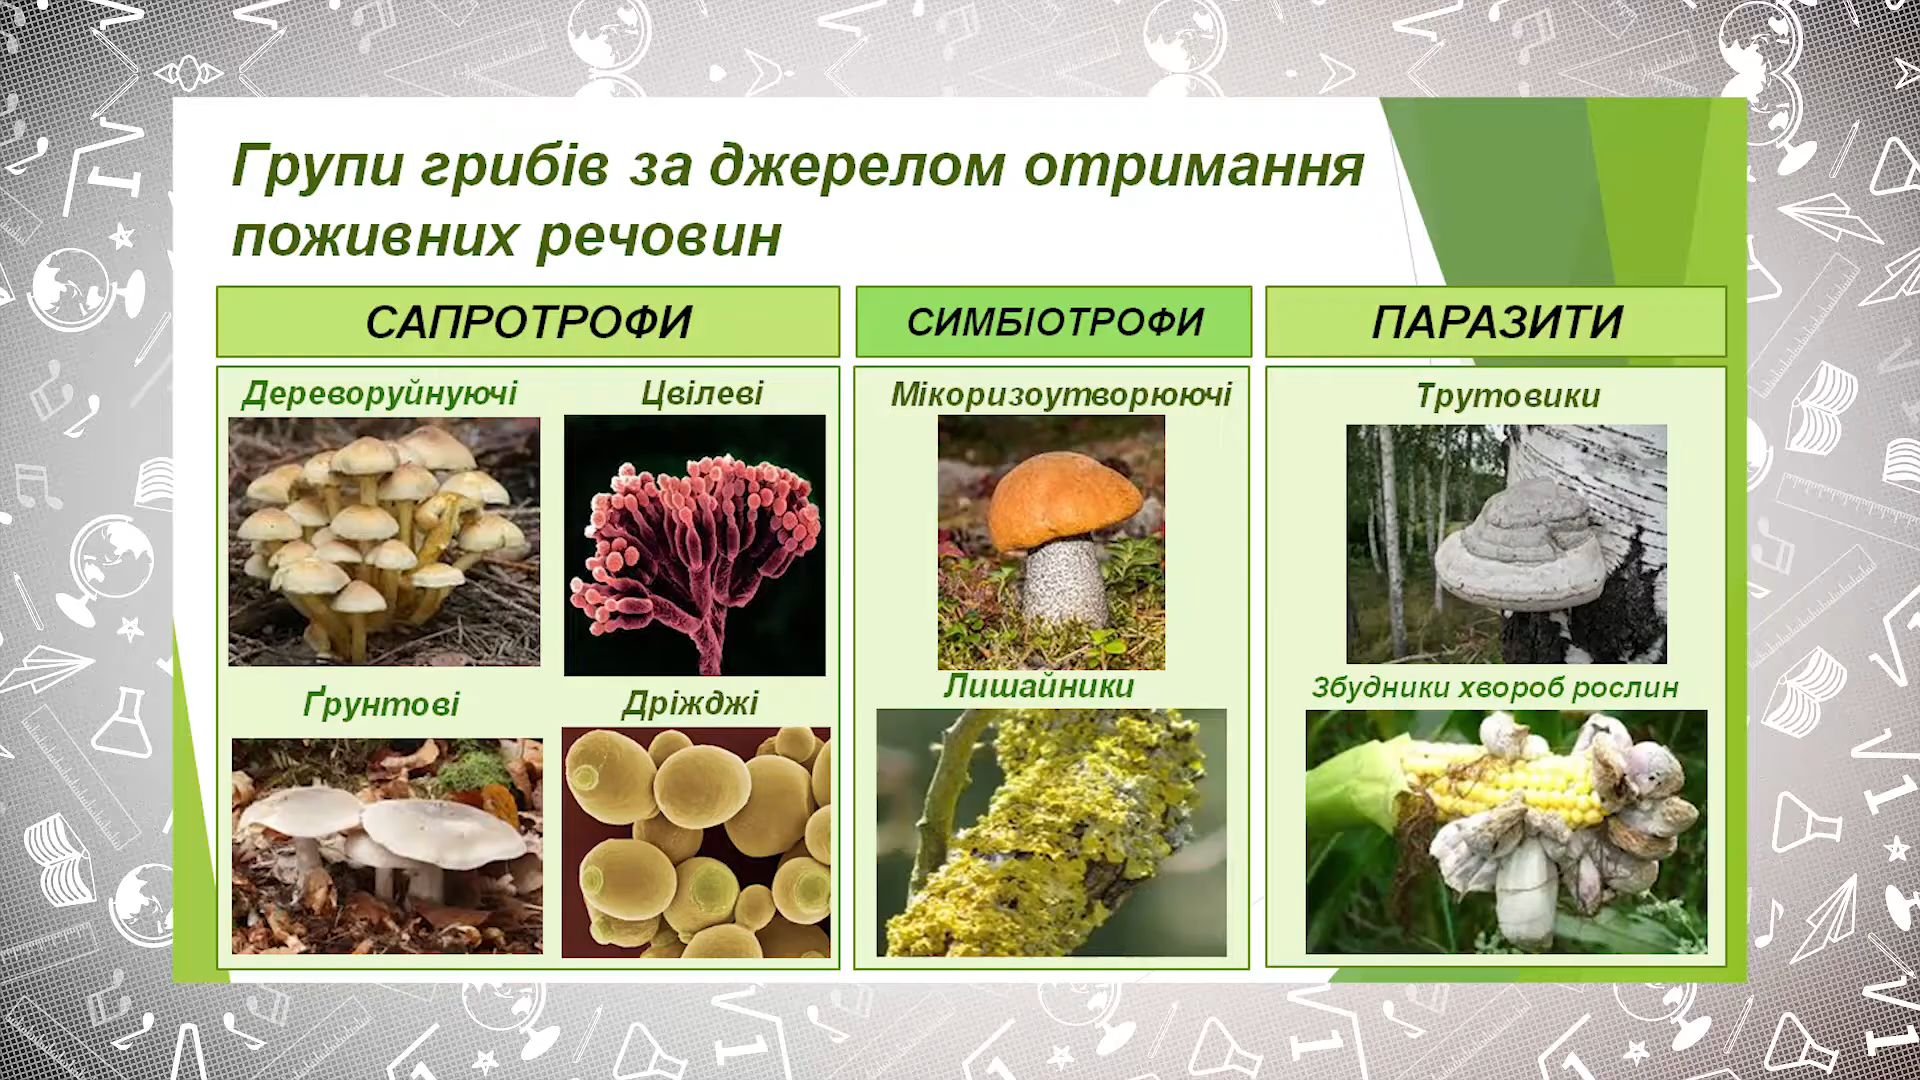 Групи грибів за джерелом отримання
поживних речовин
САПРОТРОФИ
СИМБІОТРОФИ
ПАРАЗИТИ
Дереворуйнуючі
Цвілеві
Мікоризоутворюючі
Трутовики
Ґрунтові
Дріжджі
Лишайники
Збудники хвороб рослин